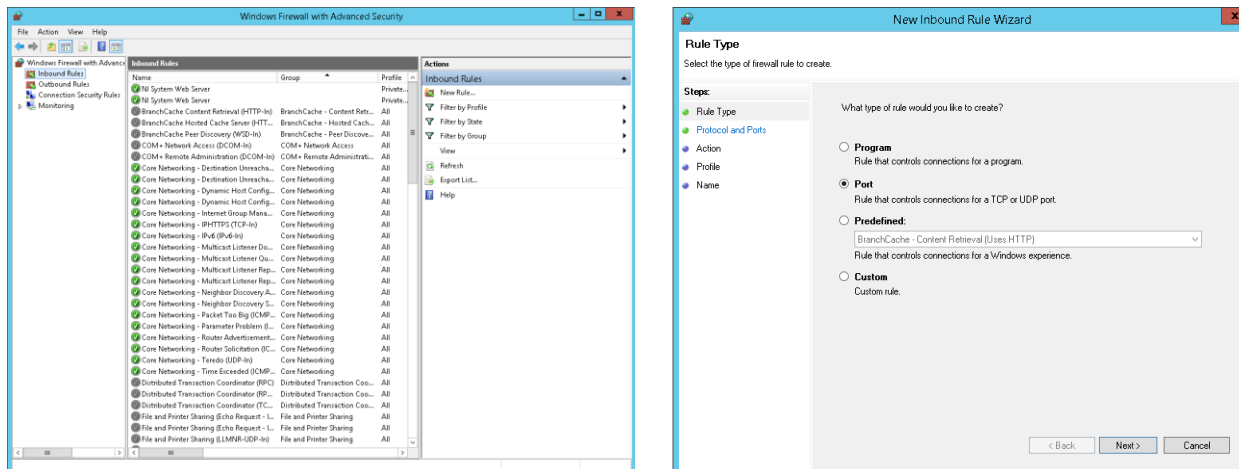 Windows Firewall with Advanced Security
File Action View Help
Windows Firewall with Advance
Inbound Rules
Outbound Rules
Connection Security Rules
Monitoring
Inbound Rules
Name Group Profile
NI System Web Server Private...
NI System Web Server Private...
BranchCache Content Retrieval (HTTP-In) BranchCache - Content Retr... All
BranchCache Hosted Cache Server (HTT... BranchCache - Hosted Cach... All
BranchCache Peer Discovery (WSD-In) BranchCache - Peer Discove... All
COM+ Network Access (DCOM-In) COM+ Network Access All
COM+ Remote Administration (DCOM-In) COM+ Remote Administrati... All
Core Networking - Destination Unreacha... Core Networking All
Core Networking - Destination Unreacha... Core Networking All
Core Networking - Dynamic Host Config... Core Networking All
Core Networking - Dynamic Host Config... Core Networking All
Core Networking - Internet Group Mana... Core Networking All
Core Networking - IPHTTPS (TCP-In) Core Networking All
Core Networking - IPv6 (IPv6-In) Core Networking All
Core Networking - Multicast Listener Do... Core Networking All
Core Networking - Multicast Listener Qu... Core Networking All
Core Networking - Multicast Listener Rep... Core Networking All
Core Networking - Multicast Listener Rep... Core Networking All
Core Networking - Neighbor Discovery A... Core Networking All
Core Networking - Neighbor Discovery S... Core Networking All
Core Networking - Packet Too Big (ICMP... Core Networking All
Core Networking - Parameter Problem (I... Core Networking All
Core Networking - Router Advertisement... Core Networking All
Core Networking - Router Solicitation (IC... Core Networking All
Core Networking - Teredo (UDP-In) Core Networking All
Core Networking - Time Exceeded (ICMP... Core Networking All
Distributed Transaction Coordinator (RPC) Distributed Transaction Coo... All
Distributed Transaction Coordinator (RP... Distributed Transaction Coo... All
Distributed Transaction Coordinator (TC... Distributed Transaction Coo... All
File and Printer Sharing (Echo Request - I... File and Printer Sharing All
File and Printer Sharing (Echo Request - I... File and Printer Sharing All
File and Printer Sharing (LLMNR-UDP-In) File and Printer Sharing All
Actions
Inbound Rules
New Rule...
Filter by Profile
Filter by State
Filter by Group
View
Refresh
Export List...
Help
New Inbound Rule Wizard
Rule Type
Select the type of firewall rule to create.
Steps:
Rule Type
Protocol and Ports
Action
Profile
Name
What type of rule would you like to create?
Program
Rule that controls connections for a program.
Port
Rule that controls connections for a TCP or UDP port.
Predefined:
BranchCache - Content Retrieval (Uses HTTP)
Rule that controls connections for a Windows experience.
Custom
Custom rule.
< Back Next > Cancel